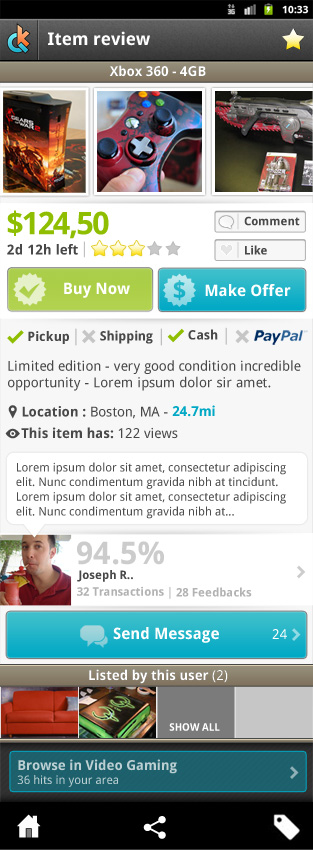 10:33
Item review
Xbox 360 - 4GB
GEARS OF WAR 2
$124,50
Comment
2d 12h left
Like
Buy Now
$
Make Offer
Pickup
Shipping
Cash
PayPal™
Limited edition - very good condition incredible
opportunity - Lorem ipsum dolor sir amet.
Location : Boston, MA - 24.7mi
This item has: 122 views
Lorem ipsum dolor sit amet, consectetur adipiscing
elit. Nunc condimentum gravida nibh at tincidunt.
Lorem ipsum dolor sit amet, consectetur adipiscing
elit. Nunc condimentum gravida nibh at...
94.5%
Joseph R..
32 Transactions | 28 Feedbacks
Send Message
24
Listed by this user (2)
SHOW ALL
Browse in Video Gaming
36 hits in your area